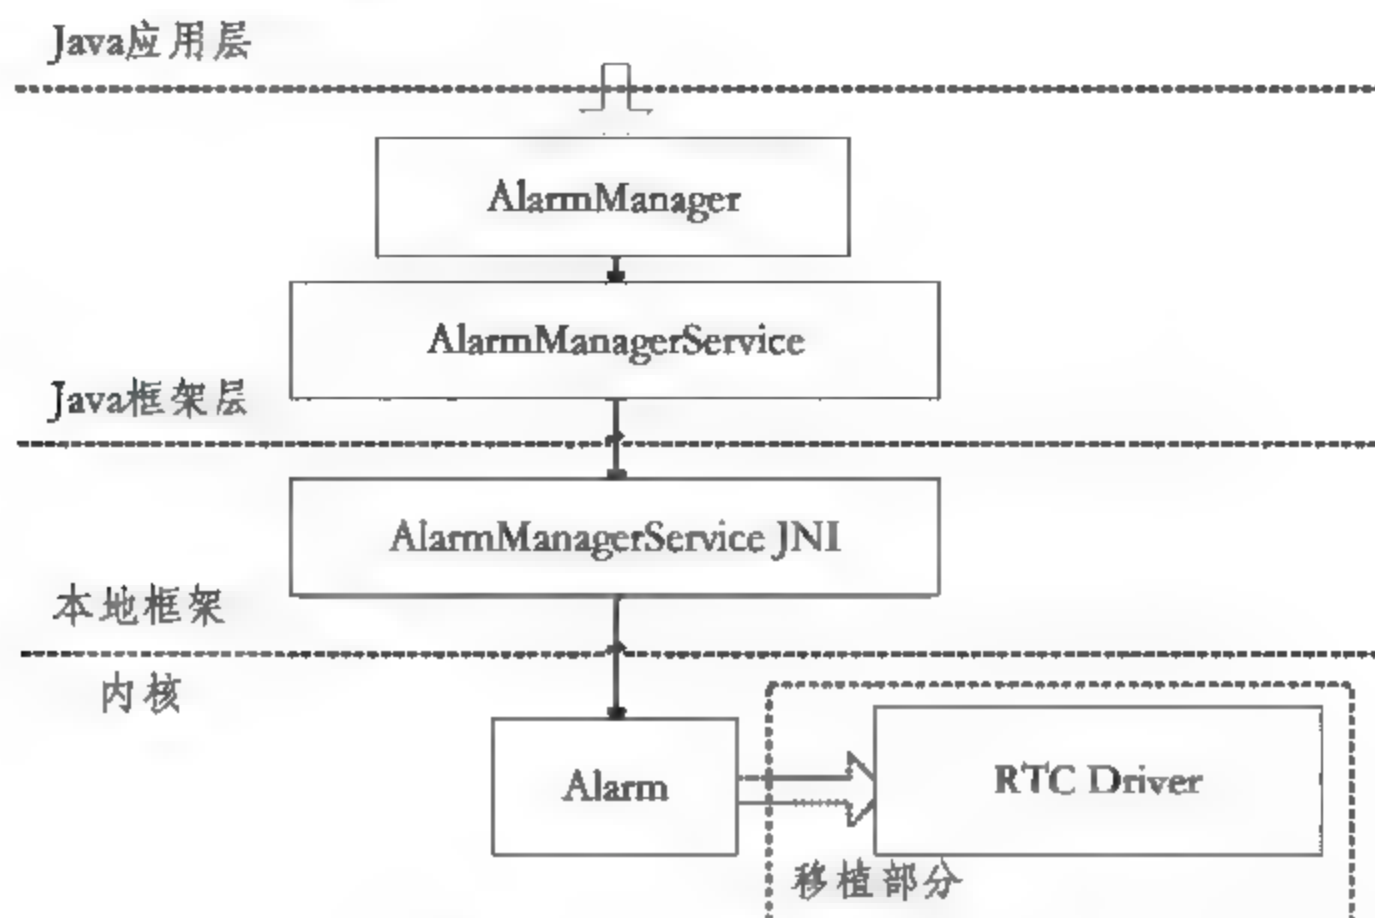 Java应用层
AlarmManager
AlarmManagerService
Java框架层
AlarmManagerService JNI
本地框架
内核
Alarm
RTC Driver
移植部分